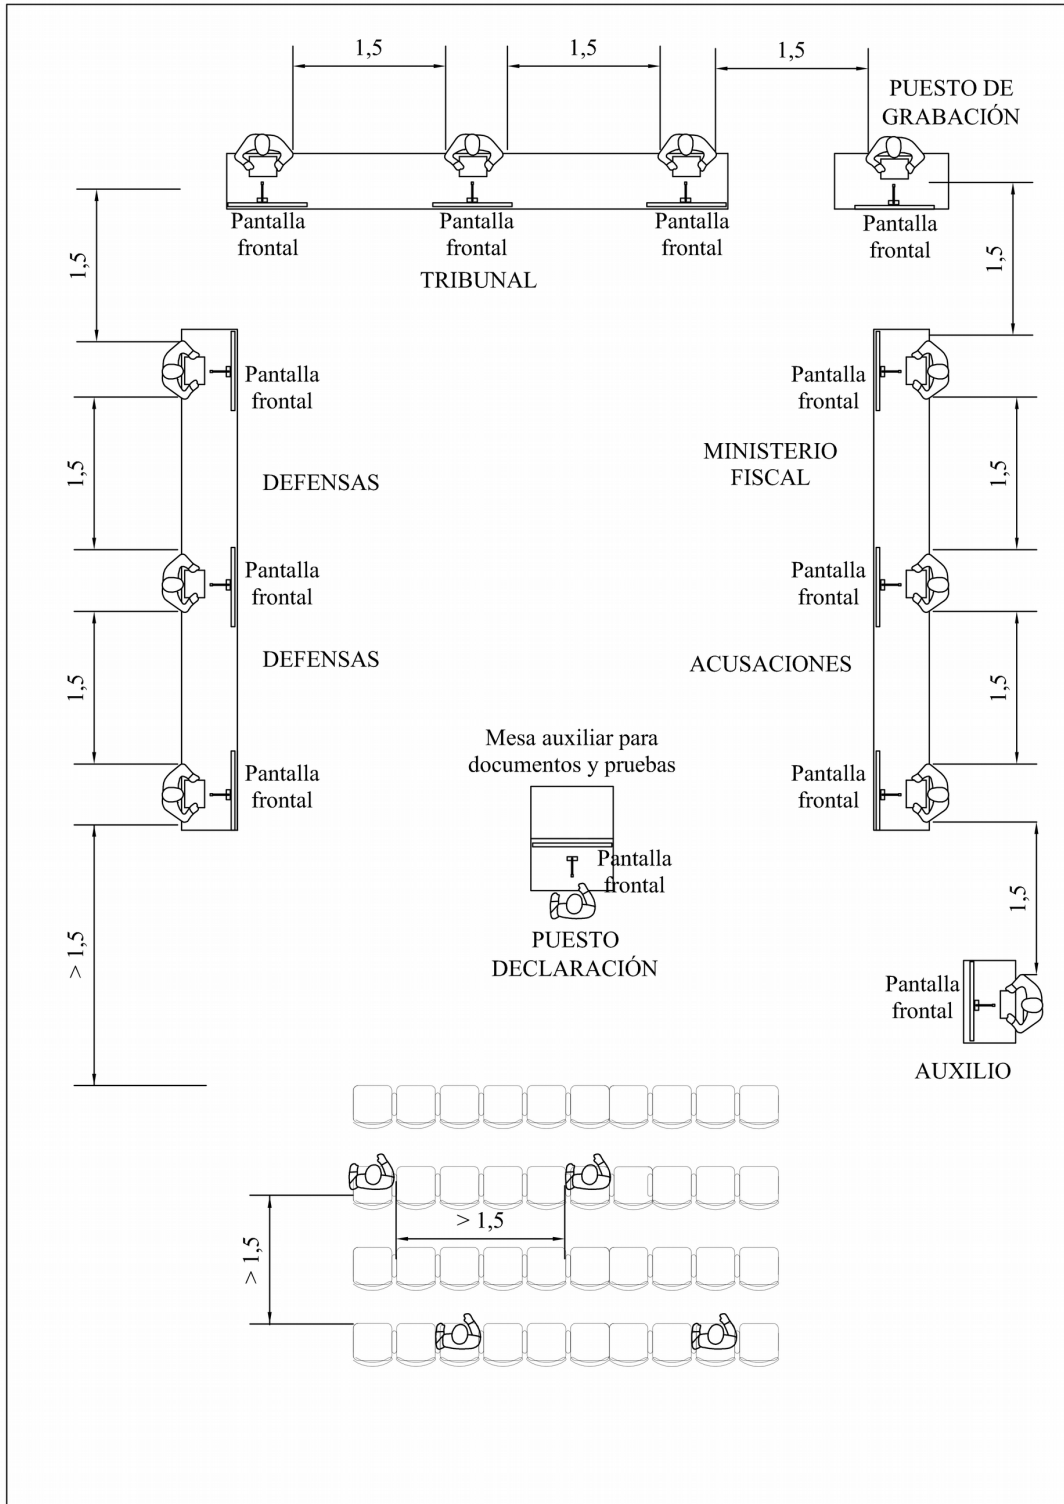 1,5
1,5
1,5
PUESTO DE
GRABACIÓN
Pantalla
frontal
Pantalla
frontal
Pantalla
frontal
Pantalla
frontal
TRIBUNAL
1,5
1,5
Pantalla
frontal
Pantalla
frontal
1,5
DEFENSAS
MINISTERIO
FISCAL
1,5
Pantalla
frontal
Pantalla
frontal
1,5
DEFENSAS
ACUSACIONES
1,5
Mesa auxiliar para
documentos y pruebas
Pantalla
frontal
Pantalla
frontal
Pantalla
frontal
1,5
PUESTO
DECLARACIÓN
> 1,5
Pantalla
frontal
AUXILIO
> 1,5
> 1,5